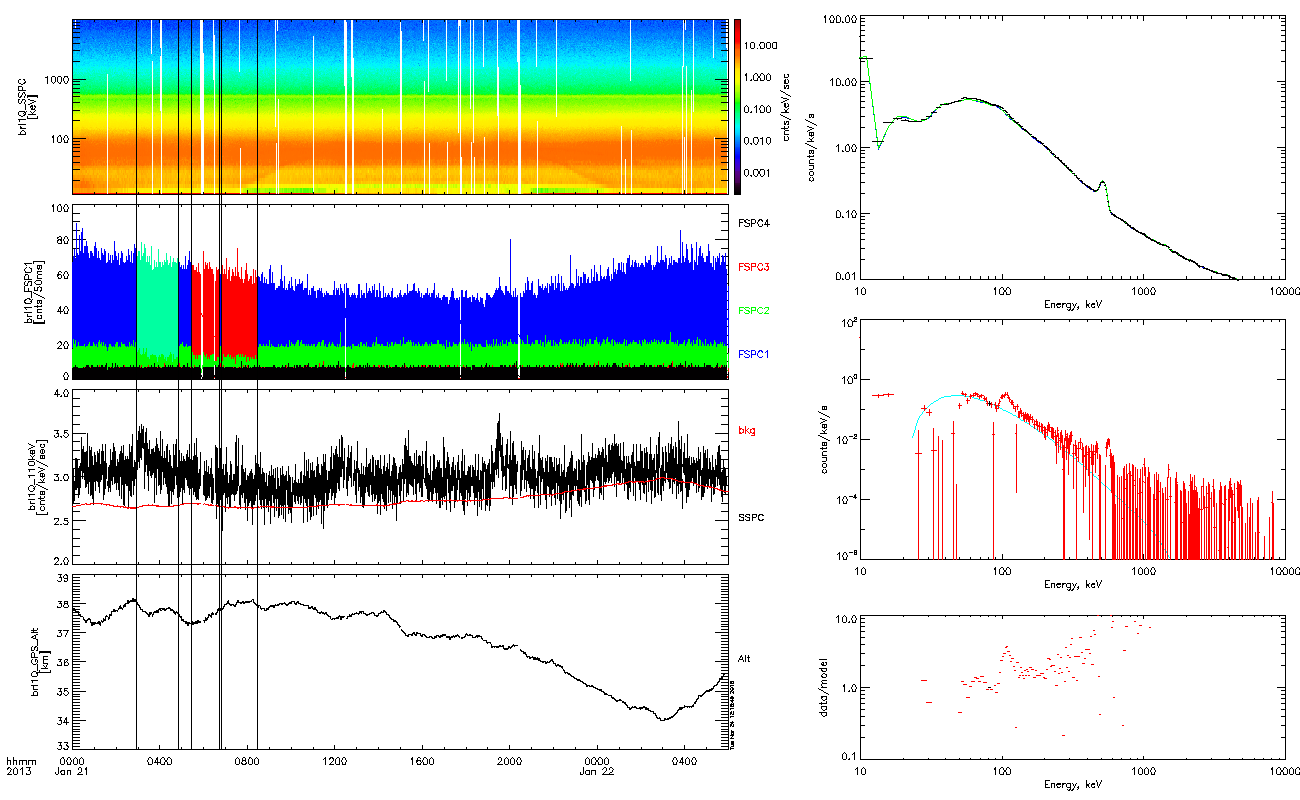 brl1Q_SSPC
[keV]
1000
100
10.000
1.000
0.100
0.010
0.001
cnts/keV/sec
brl1Q_FSPC1
[cnts/50ms]
100
80
60
40
20
0
FSPC4
FSPC3
FSPC2
FSPC1
brl1Q_110keV
[cnts/keV/sec]
4.0
3.5
3.0
2.5
2.0
bkg
SSPC
brl1Q_GPS_Alt
[km]
39
38
37
36
35
34
33
Alt
hhmm
2013
0000 0400 0800 1200 1600 2000 0000 0400
Jan 21 Jan 22
counts/keV/s
100.00
10.00
1.00
0.10
0.01
10 100 1000 10000
Energy, keV
counts/keV/s
10^2
10^0
10^-2
10^-4
10^-6
10 100 1000 10000
Energy, keV
data/model
10.0
1.0
0.1
10 100 1000 10000
Energy, keV